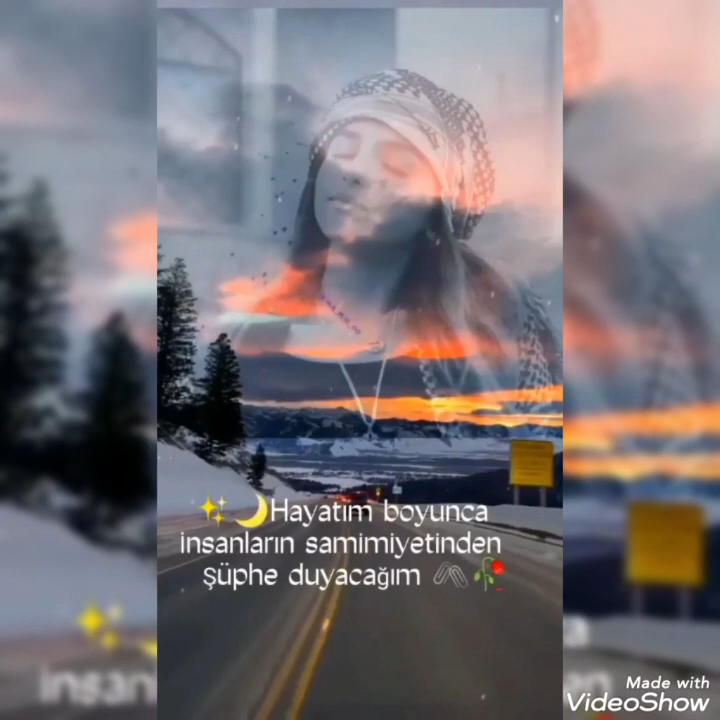 ✨🌙Hayatım boyunca
insanların samimiyetinden
şüphe duyacağım 🖇🥀
insan
Made with
VideoShow